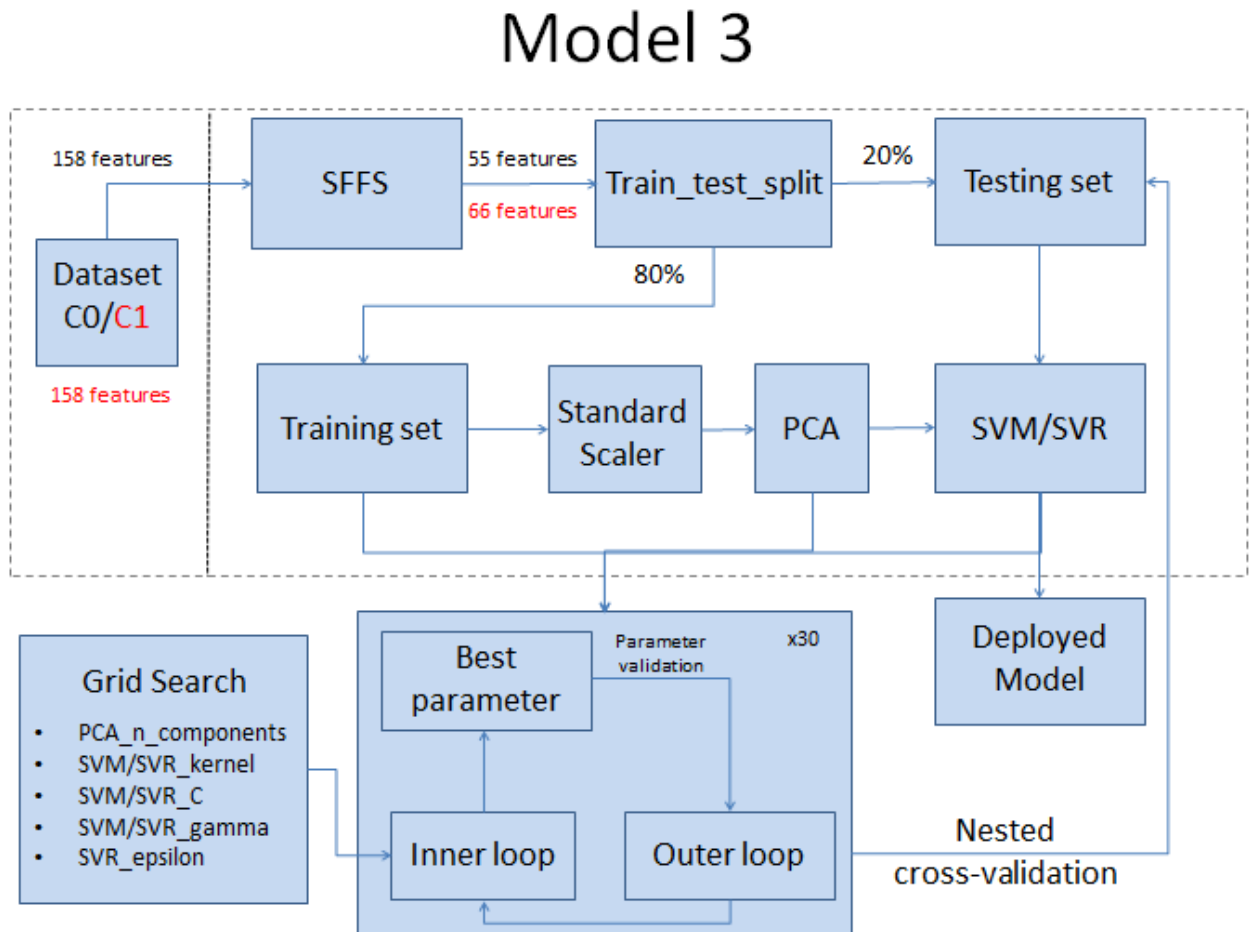 Model 3
158 features
SFFS
55 features
66 features
Train_test_split
20%
Testing set
Dataset
C0/C1
158 features
80%
Training set
Standard
Scaler
PCA
SVM/SVR
Grid Search
• PCA_n_components
• SVM/SVR_kernel
• SVM/SVR_C
• SVM/SVR_gamma
• SVR_epsilon
Best
parameter
Parameter
validation
x30
Inner loop
Outer loop
Deployed
Model
Nested
cross-validation